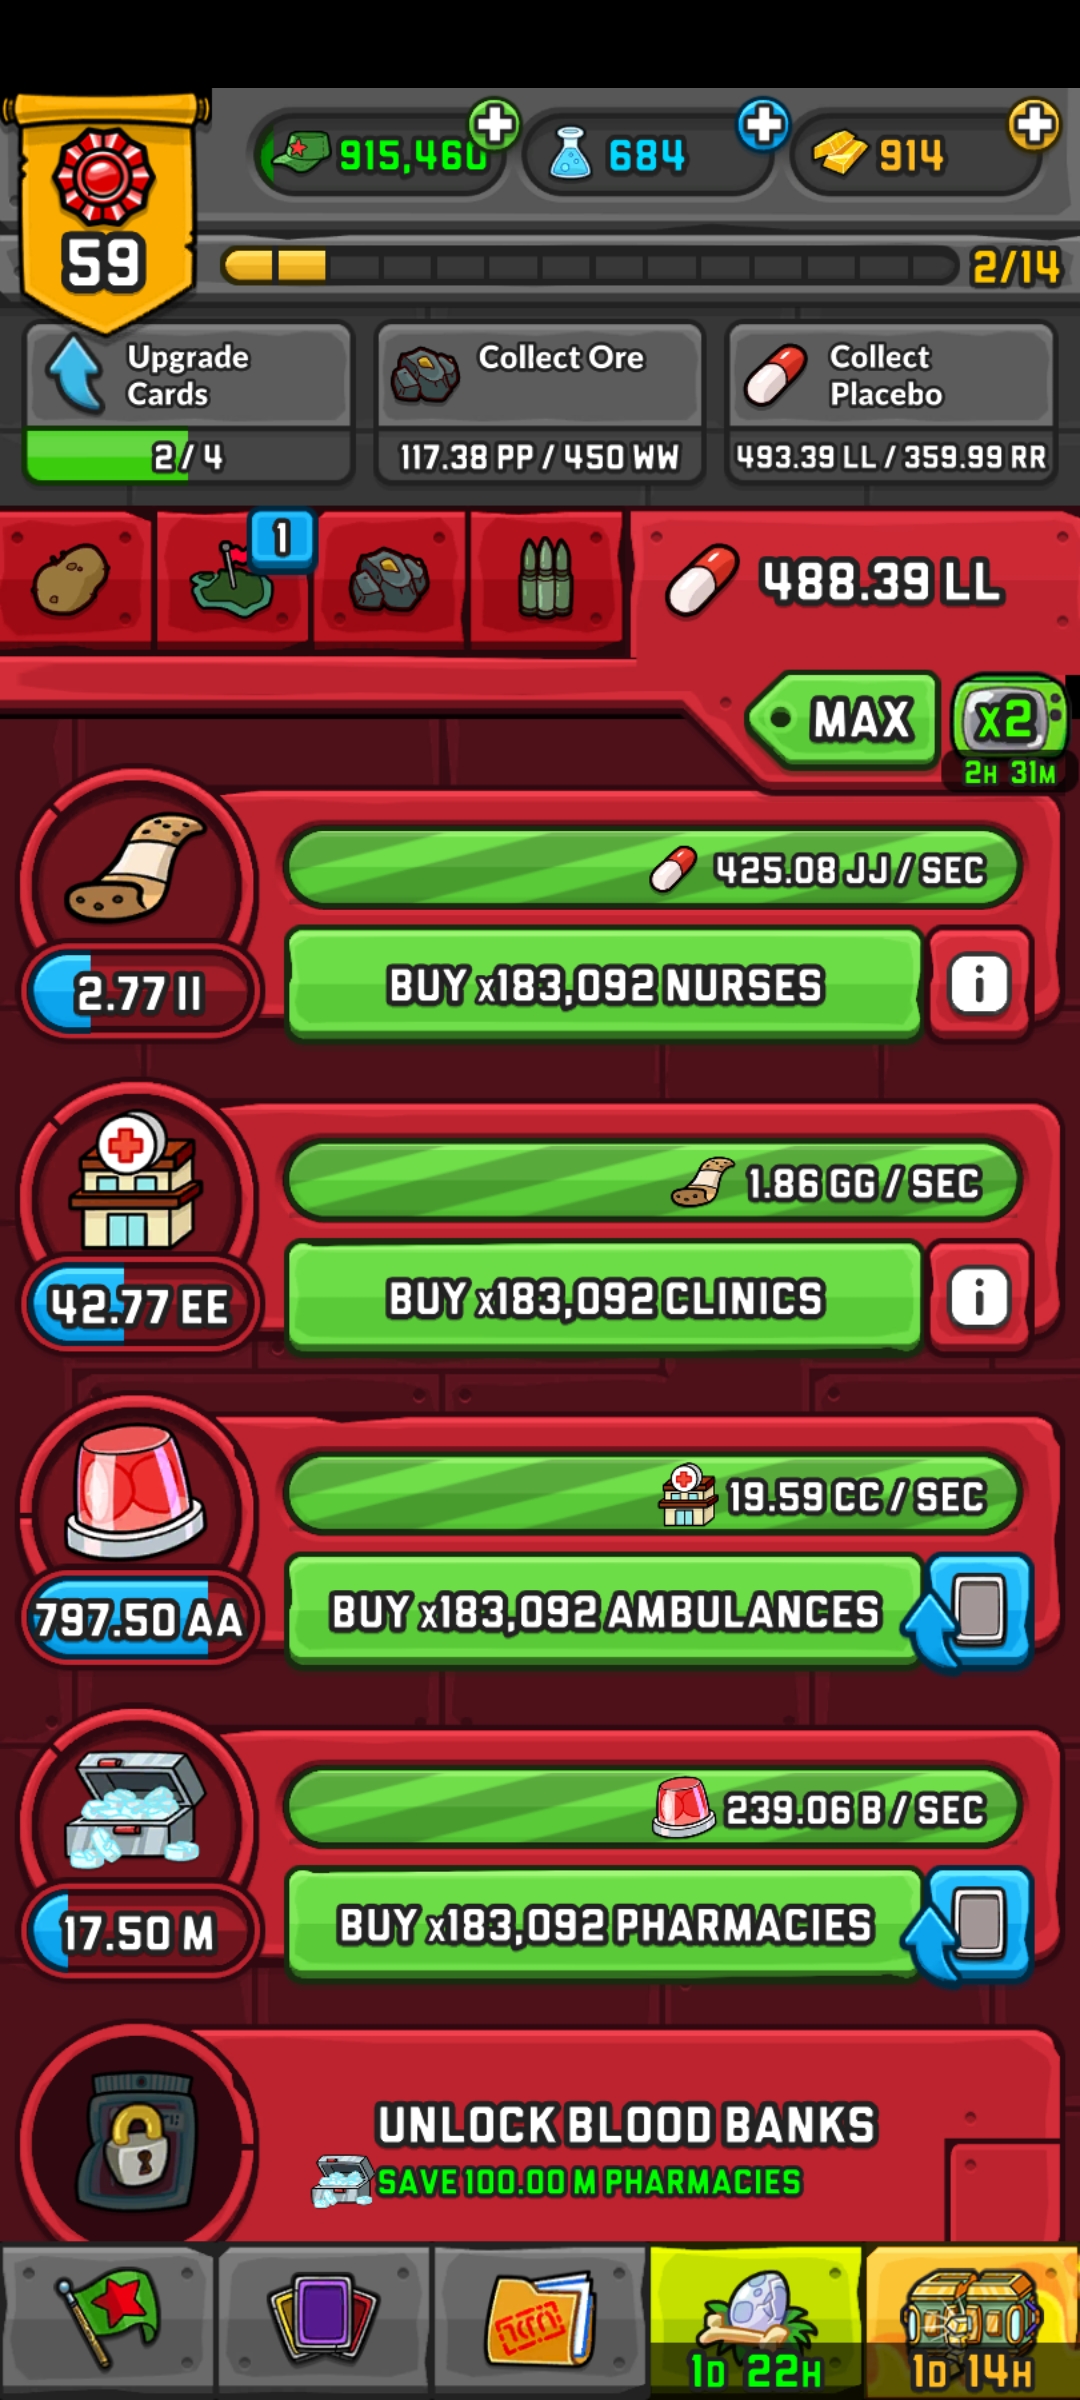 59
915,460
684
914
2/14
Upgrade
Cards
2/4
Collect Ore
117.38 PP / 450 WW
Collect
Placebo
493.39 LL / 359.99 RR
1
488.39 LL
MAX
x2
2H 31M
425.08 JJ / SEC
2.77 II
BUY x183,092 NURSES
i
1.86 GG / SEC
42.77 EE
BUY x183,092 CLINICS
i
19.59 CC / SEC
797.50 AA
BUY x183,092 AMBULANCES
239.06 B / SEC
17.50 M
BUY x183,092 PHARMACIES
UNLOCK BLOOD BANKS
SAVE 100.00 M PHARMACIES
1D 22H
1D 14H